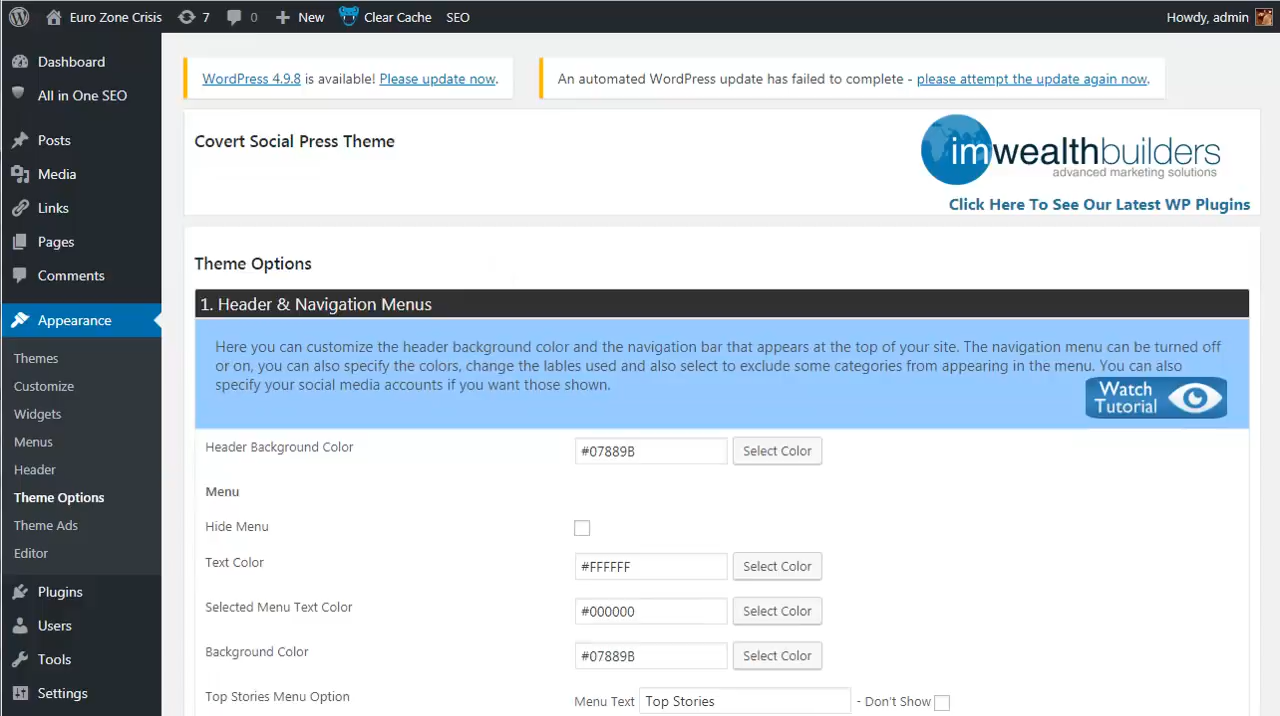 Euro Zone Crisis 7 0 New Clear Cache SEO Howdy, admin
Dashboard
All in One SEO
Posts
Media
Links
Pages
Comments
Appearance
Themes
Customize
Widgets
Menus
Header
Theme Options
Theme Ads
Editor
Plugins
Users
Tools
Settings
WordPress 4.9.8 is available! Please update now.
An automated WordPress update has failed to complete - please attempt the update again now.
Covert Social Press Theme
imwealthbuilders
advanced marketing solutions
Click Here To See Our Latest WP Plugins
Theme Options
1. Header & Navigation Menus
Here you can customize the header background color and the navigation bar that appears at the top of your site. The navigation menu can be turned off
or on, you can also specify the colors, change the lables used and also select to exclude some categories from appearing in the menu. You can also
specify your social media accounts if you want those shown.
Watch
Tutorial
Header Background Color #07889B Select Color
Menu
Hide Menu
Text Color #FFFFFF Select Color
Selected Menu Text Color #000000 Select Color
Background Color #07889B Select Color
Top Stories Menu Option Menu Text Top Stories - Don't Show